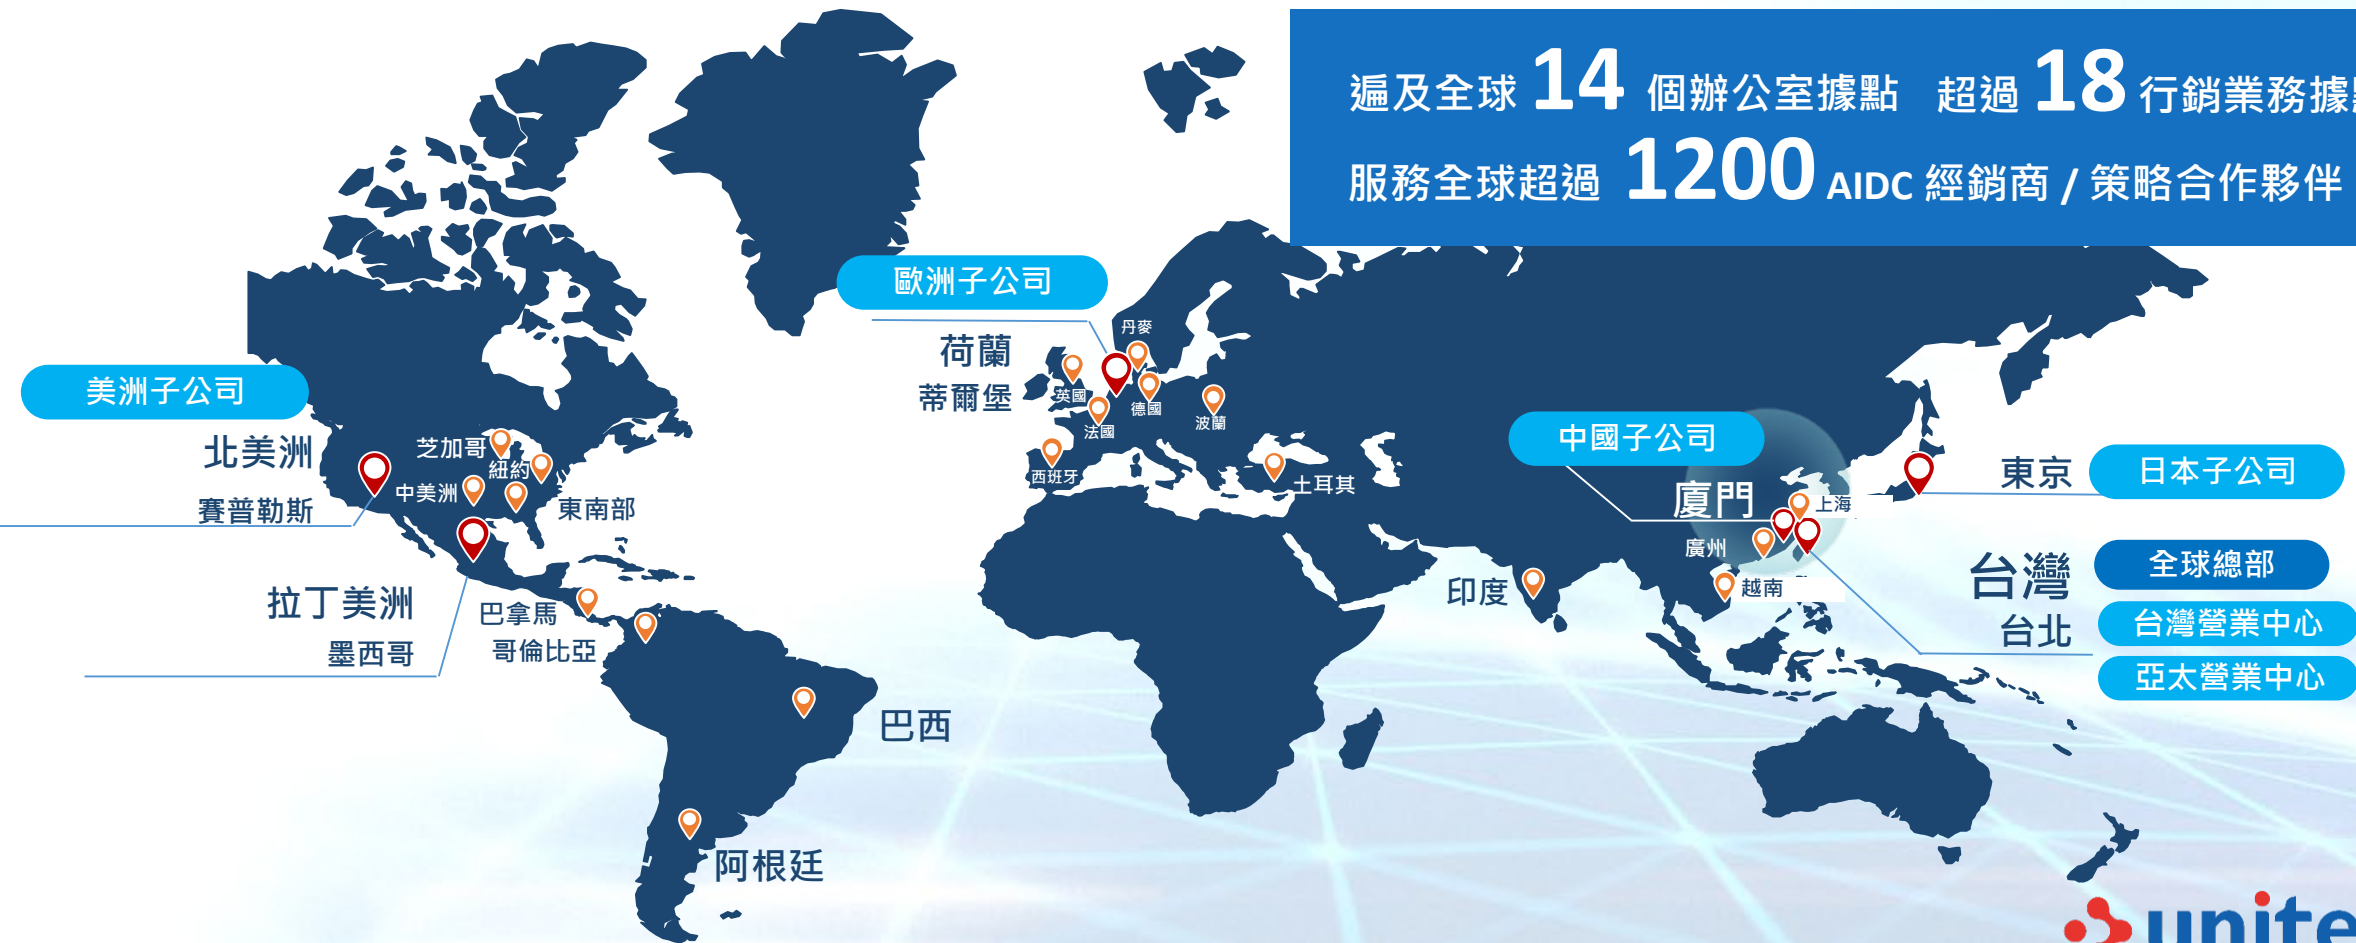 遍及全球 14 個辦公室據點 超過 18 行銷業務據
服務全球超過 1200 AIDC 經銷商 / 策略合作夥伴
歐洲子公司
荷蘭
蒂爾堡
丹麥
英國
德國
法國
波蘭
西班牙
土耳其
美洲子公司
北美洲
賽普勒斯
芝加哥
紐約
中美洲
東南部
拉丁美洲
墨西哥
巴拿馬
哥倫比亞
巴西
阿根廷
中國子公司
廈門
上海
廣州
越南
印度
東京
日本子公司
台灣
台北
全球總部
台灣營業中心
亞太營業中心
unite